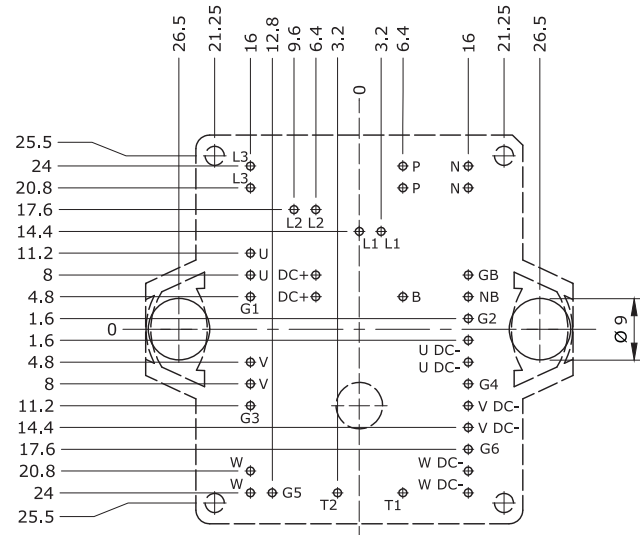 26.5
21.25
16
12.8
9.6
6.4
3.2
0
3.2
6.4
16
21.25
26.5
25.5
24
20.8
17.6
14.4
11.2
8
4.8
1.6
0
1.6
4.8
8
11.2
14.4
17.6
20.8
24
25.5
L3
P
N
L3
P
N
L2 L2
L1 L1
U
U DC+
GB
G1
DC+
B
NB
G2
U DC-
V
U DC-
V
G4
G3
V DC-
V DC-
G6
W
W DC-
W
G5
T2
T1
W DC-
Ø 9